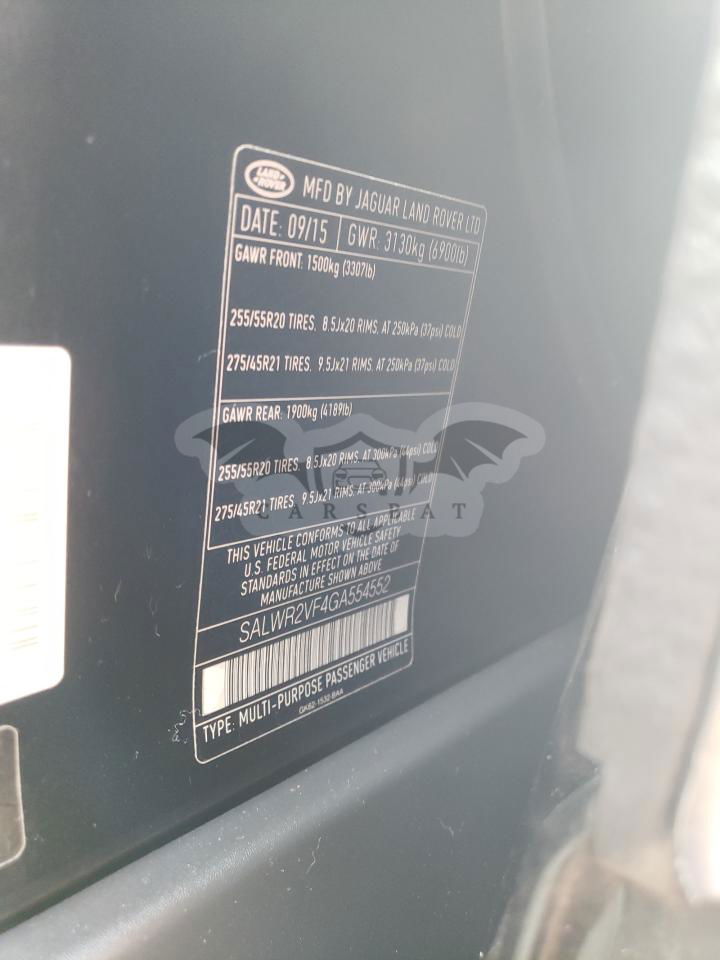 LAND ROVER
MFD BY JAGUAR LAND ROVER LTD
DATE: 09/15 GWR: 3130kg (6900lb)
GAWR FRONT: 1500kg (3307lb)
255/55R20 TIRES, 8.5Jx20 RIMS, AT 250kPa (37psi) COLD
275/45R21 TIRES, 9.5Jx21 RIMS, AT 250kPa (37psi) COLD
GAWR REAR: 1900kg (4189lb)
255/55R20 TIRES, 8.5Jx20 RIMS, AT 300kPa (44psi) COLD
275/45R21 TIRES, 9.5Jx21 RIMS, AT 300kPa (44psi) COLD
CARSPAT
THIS VEHICLE CONFORMS TO ALL APPLICABLE
U.S. FEDERAL MOTOR VEHICLE SAFETY
STANDARDS IN EFFECT ON THE DATE OF
MANUFACTURE SHOWN ABOVE
SALWR2VF4GA554552
TYPE: MULTI-PURPOSE PASSENGER VEHICLE
GK62-1532-BAA